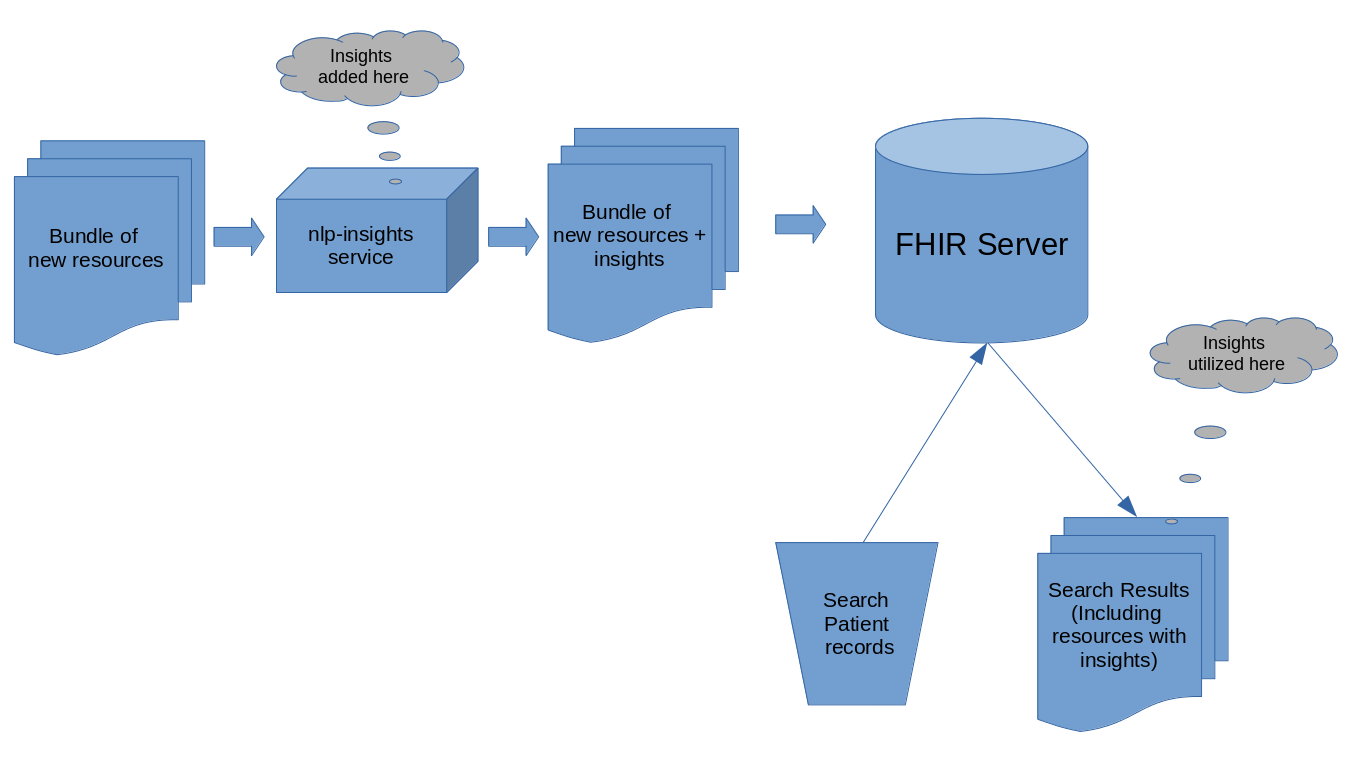 Insights
added here
Bundle of
new resources
nlp-insights
service
Bundle of
new resources +
insights
FHIR Server
Insights
utilized here
Search
Patient
records
Search Results
(Including
resources with
insights)